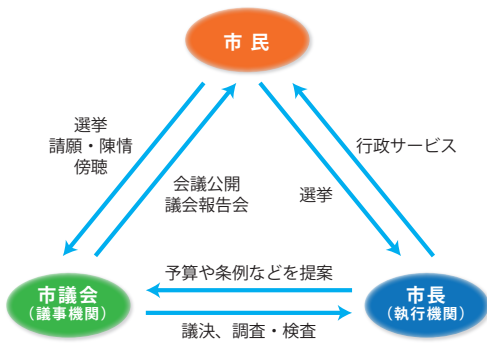 市 民
選挙
請願・陳情
傍聴
会議公開
議会報告会
選挙
行政サービス
市議会
(議事機関)
予算や条例などを提案
議決、調査・検査
市長
(執行機関)